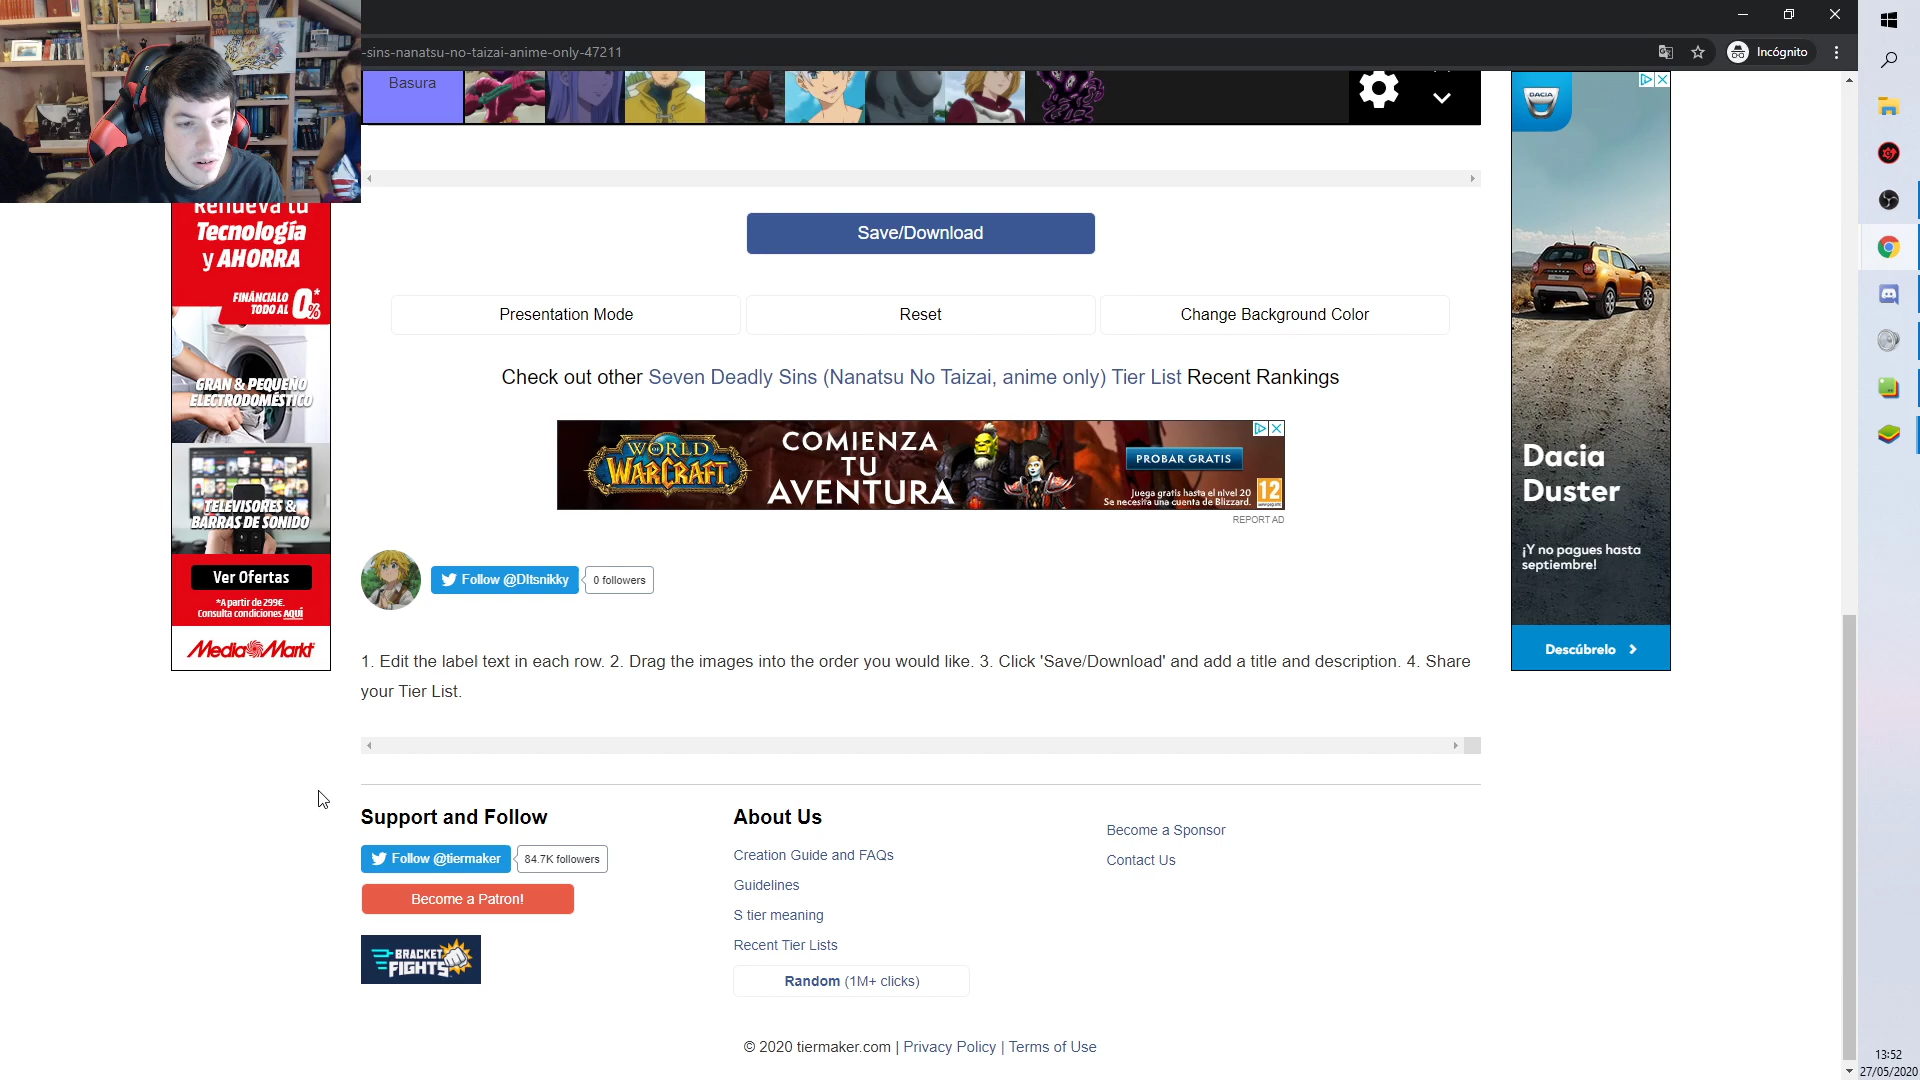 -sins-nanatsu-no-taizai-anime-only-47211
Incógnito
Basura
Save/Download
Presentation Mode
Reset
Change Background Color
Check out other Seven Deadly Sins (Nanatsu No Taizai, anime only) Tier List Recent Rankings
Renueva tu
Tecnología
y AHORRA
FINÁNCIALO
TODO AL 0%*
GRAN & PEQUEÑO
ELECTRODOMÉSTICO
TELEVISORES &
BARRAS DE SONIDO
Ver Ofertas
*A partir de 299€.
Consulta condiciones AQUÍ
MediaMarkt
WORLD
WARCRAFT
COMIENZA
TU
AVENTURA
PROBAR GRATIS
Juega gratis hasta el nivel 20
Se necesita una cuenta de Blizzard.
12
REPORT AD
DACIA
Dacia
Duster
¡Y no pagues hasta
septiembre!
Descúbrelo
Follow @DItsnikky
0 followers
1. Edit the label text in each row. 2. Drag the images into the order you would like. 3. Click 'Save/Download' and add a title and description. 4. Share
your Tier List.
Support and Follow
Follow @tiermaker
84.7K followers
Become a Patron!
BRACKET
FIGHTS
About Us
Creation Guide and FAQs
Guidelines
S tier meaning
Recent Tier Lists
Random (1M+ clicks)
Become a Sponsor
Contact Us
© 2020 tiermaker.com | Privacy Policy | Terms of Use
13:52
27/05/2020